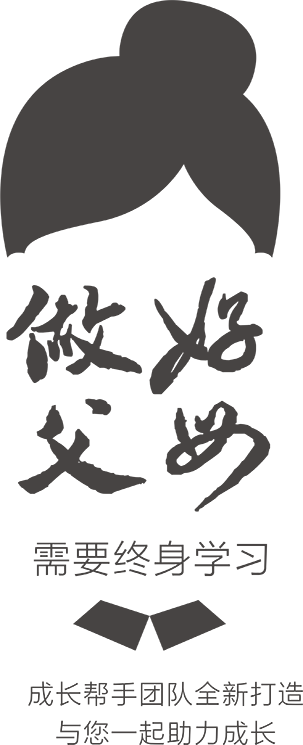 做好
父母
需要终身学习
成长帮手团队全新打造
与您一起助力成长